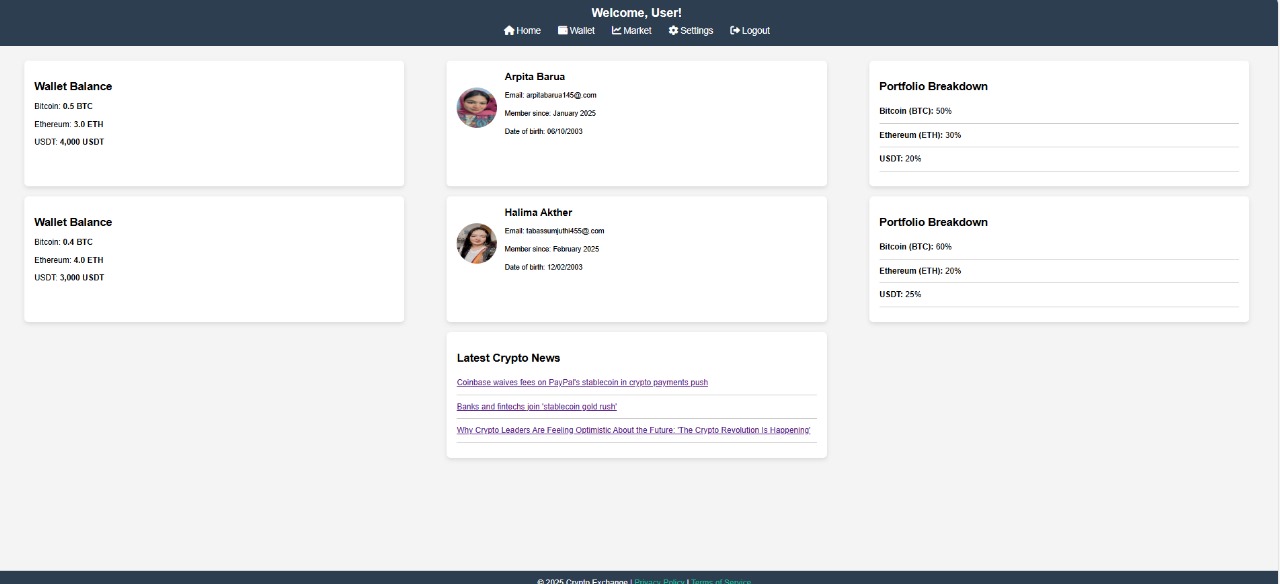 Welcome, User!
Home Wallet Market Settings Logout
Wallet Balance
Bitcoin: 0.5 BTC
Ethereum: 3.0 ETH
USDT: 4,000 USDT
Arpita Barua
Email: arpitabarua145@.com
Member since: January 2025
Date of birth: 06/10/2003
Portfolio Breakdown
Bitcoin (BTC): 50%
Ethereum (ETH): 30%
USDT: 20%
Wallet Balance
Bitcoin: 0.4 BTC
Ethereum: 4.0 ETH
USDT: 3,000 USDT
Halima Akther
Email: tabassumjuthi455@.com
Member since: February 2025
Date of birth: 12/02/2003
Portfolio Breakdown
Bitcoin (BTC): 60%
Ethereum (ETH): 20%
USDT: 25%
Latest Crypto News
Coinbase waives fees on PayPal's stablecoin in crypto payments push
Banks and fintechs join 'stablecoin gold rush'
Why Crypto Leaders Are Feeling Optimistic About the Future: 'The Crypto Revolution Is Happening'
© 2025 Crypto Exchange | Privacy Policy | Terms of Service